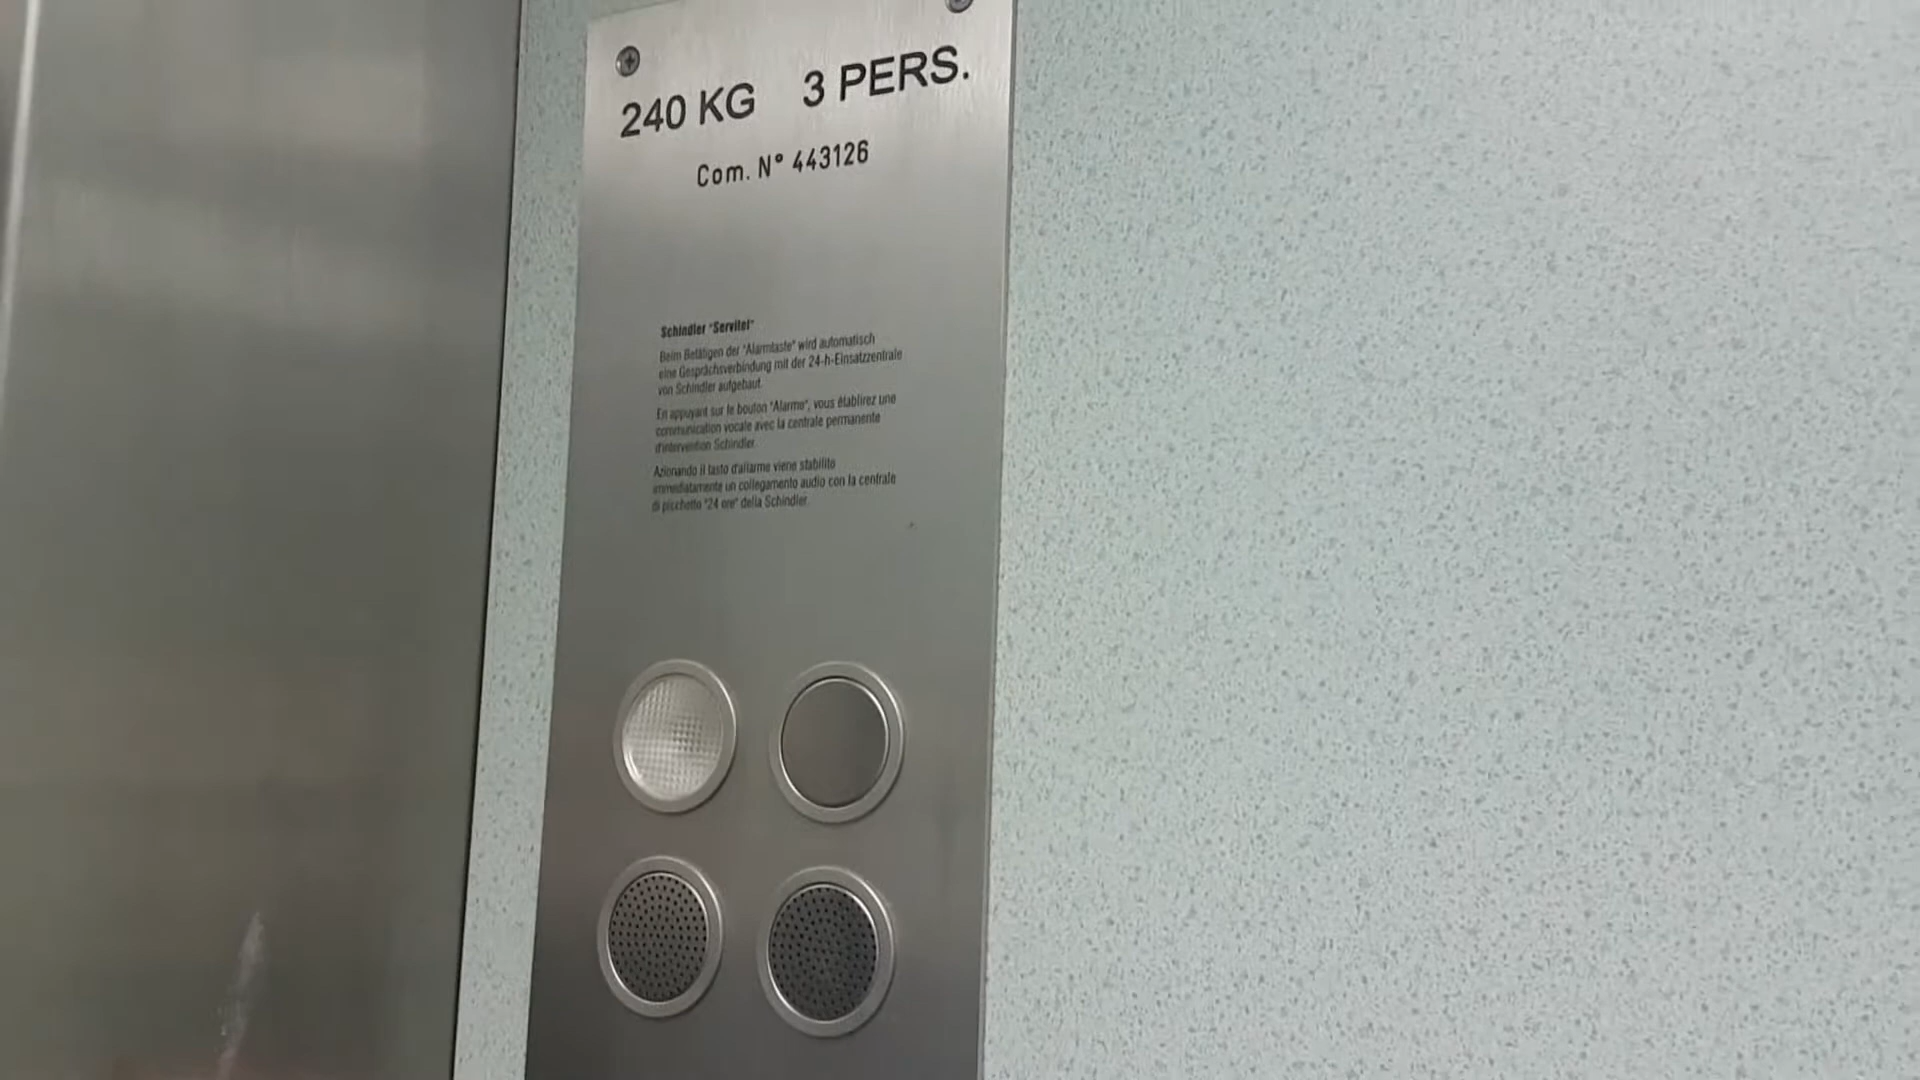 240 KG 3 PERS.
Com. N° 443126
Schindler "Servitel"
Beim Betätigen der "Alarmtaste" wird automatisch
eine Gesprächsverbindung mit der 24-h-Einsatzzentrale
von Schindler aufgebaut.
En appuyant sur le bouton "Alarme", vous établirez une
communication vocale avec la centrale permanente
d'intervention Schindler.
Azionando il tasto d'allarme viene stabilito
immediatamente un collegamento audio con la centrale
di picchetto "24 ore" della Schindler.